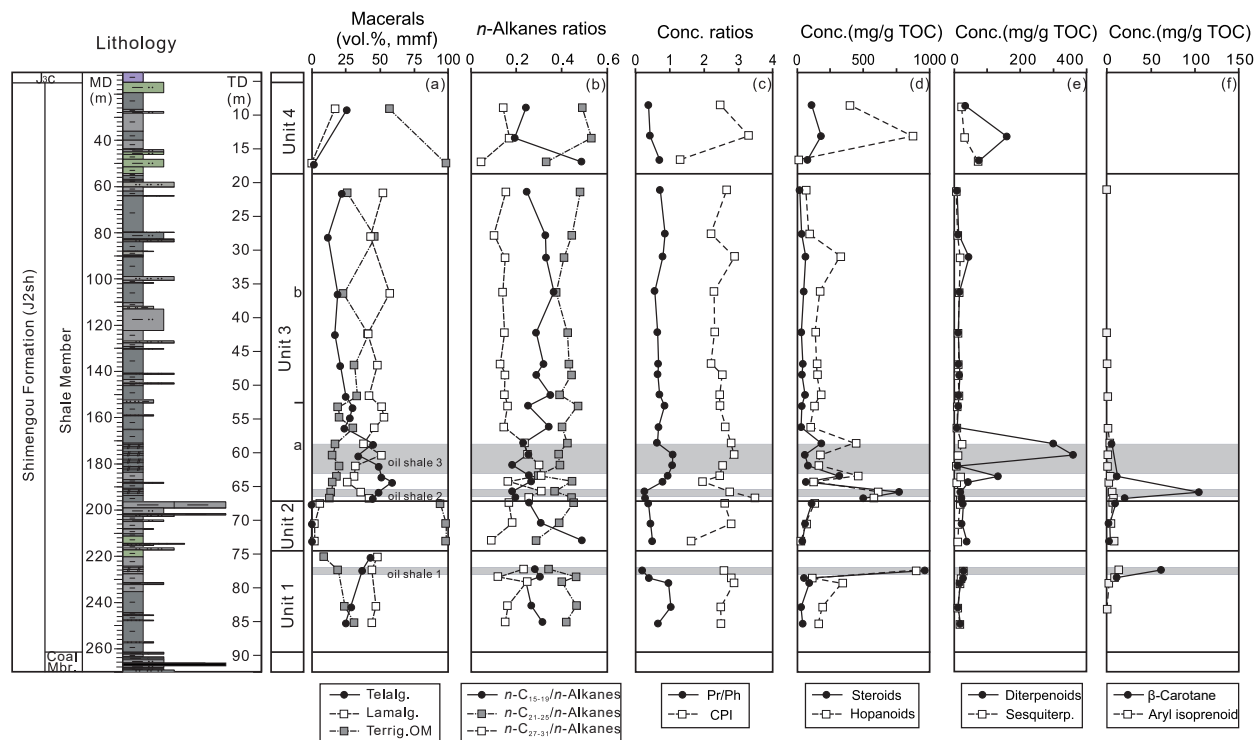 Lithology
Macerals
(vol.%, mmf)
n-Alkanes ratios
Conc. ratios
Conc.(mg/g TOC)
Conc.(mg/g TOC)
Conc.(mg/g TOC)
0 25 50 75 100
0 0.2 0.4 0.6
0 1 2 3 4
0 500 1000
0 200 400
0 50 100 150
J3C
MD
(m)
TD
(m)
(a)
(b)
(c)
(d)
(e)
(f)
Shimengou Formation (J2sh)
Shale Member
Coal
Mbr.
20
40
60
80
100
120
140
160
180
200
220
240
260
10
15
20
25
30
35
40
45
50
55
60
65
70
75
80
85
90
Unit 4
Unit 3
b
a
Unit 2
Unit 1
oil shale 3
oil shale 2
oil shale 1
Telalg.
Lamalg.
Terrig.OM
n-C15-19/n-Alkanes
n-C21-25/n-Alkanes
n-C27-31/n-Alkanes
Pr/Ph
CPI
Steroids
Hopanoids
Diterpenoids
Sesquiterp.
β-Carotane
Aryl isoprenoid